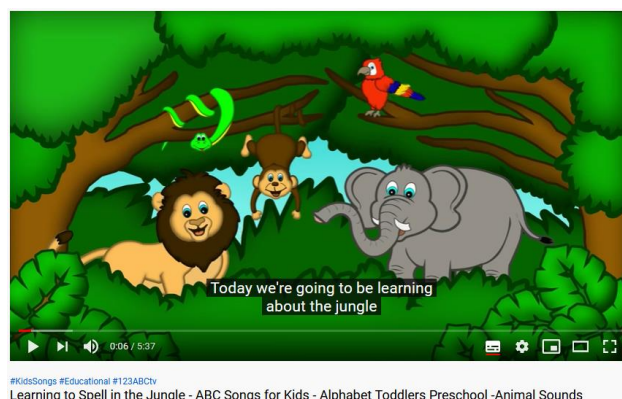 Today we're going to be learning
about the jungle
0:06 / 5:37
#KidsSongs #Educational #123ABCtv
Learning to Spell in the Jungle - ABC Songs for Kids - Alphabet Toddlers Preschool -Animal Sounds